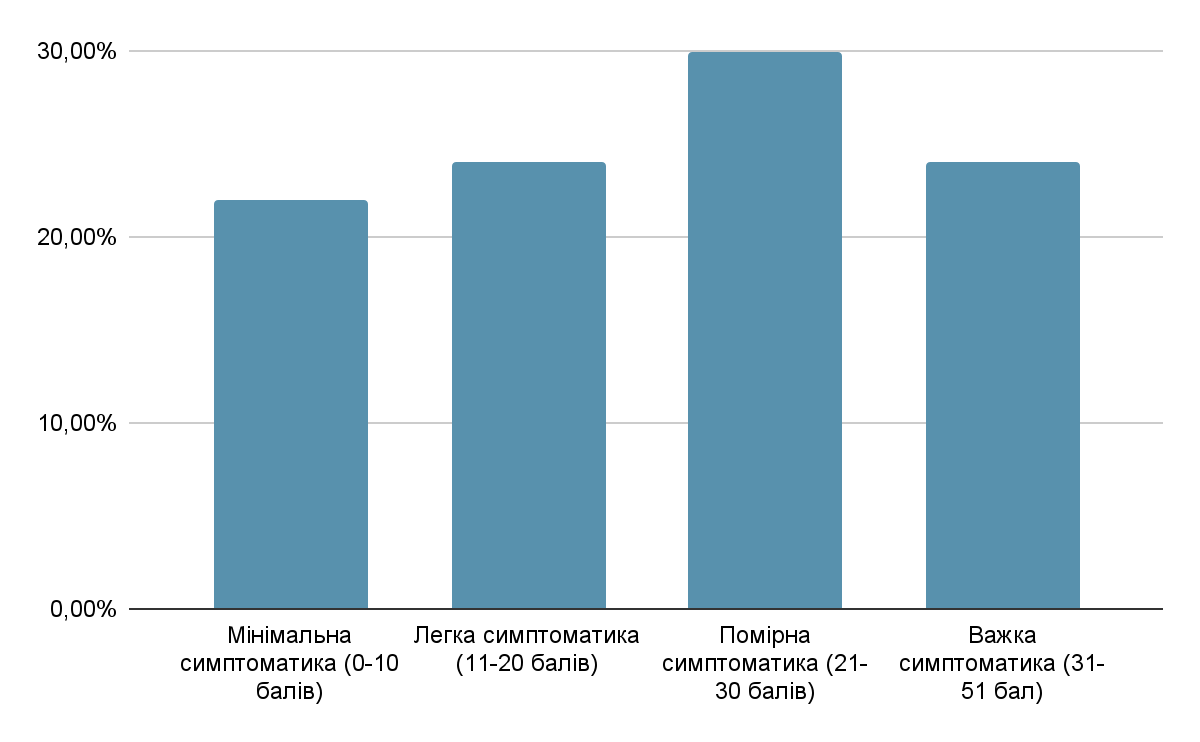 30,00%
20,00%
10,00%
0,00%
Мінімальна
симптоматика (0-10
балів)
Легка симптоматика
(11-20 балів)
Помірна
симптоматика (21-
30 балів)
Важка
симптоматика (31-
51 бал)